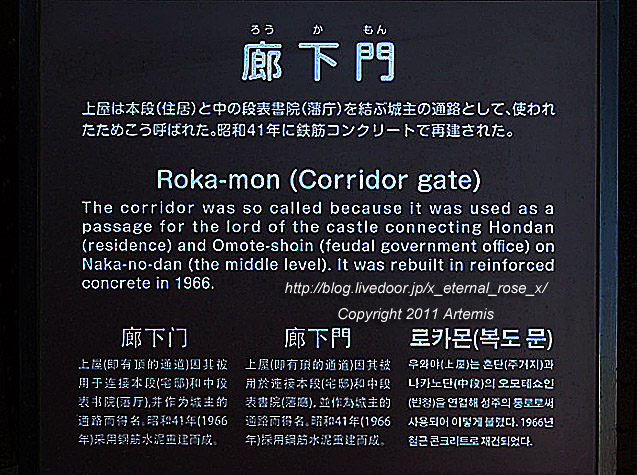 ろう か もん
廊下門
上屋は本段(住居)と中の段表書院(藩庁)を結ぶ城主の通路として、使われ
たためこう呼ばれた。昭和41年に鉄筋コンクリートで再建された。
Roka-mon (Corridor gate)
The corridor was so called because it was used as a
passage for the lord of the castle connecting Hondan
(residence) and Omote-shoin (feudal government office) on
Naka-no-dan (the middle level). It was rebuilt in reinforced
concrete in 1966.
http://blog.livedoor.jp/x_eternal_rose_x/
Copyright 2011 Artemis
廊下门
上屋(即有顶的通道)因其被
用于连接本段(宅邸)和中段
表书院(藩厅),并作为城主的
通路而得名。昭和41年(1966
年)采用钢筋水泥重建而成。
廊下門
上屋(即有頂的通道)因其被
用於連接本段(宅邸)和中段
表書院(藩廳),並作為城主的
通路而得名。昭和41年(1966
年)採用鋼筋水泥重建而成。
로카몬(복도 문)
우와야(上屋)는 혼단(주거지)과
나카노단(中段)의 오모테쇼인
(번청)을 연결해 성주의 통로로써
사용되어 이렇게 불렸다. 1966년
철근 콘크리트로 재건되었다.